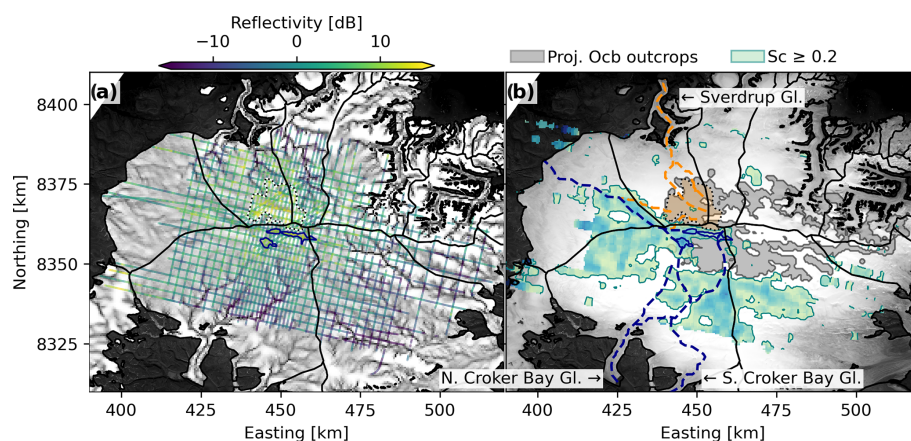 Reflectivity [dB]
−10 0 10
Proj. Ocb outcrops
Sc ≥ 0.2
(a)
(b)
← Sverdrup Gl.
8400
8375
8350
8325
Northing [km]
N. Croker Bay Gl. →
← S. Croker Bay Gl.
400 425 450 475 500
400 425 450 475 500
Easting [km]
Easting [km]